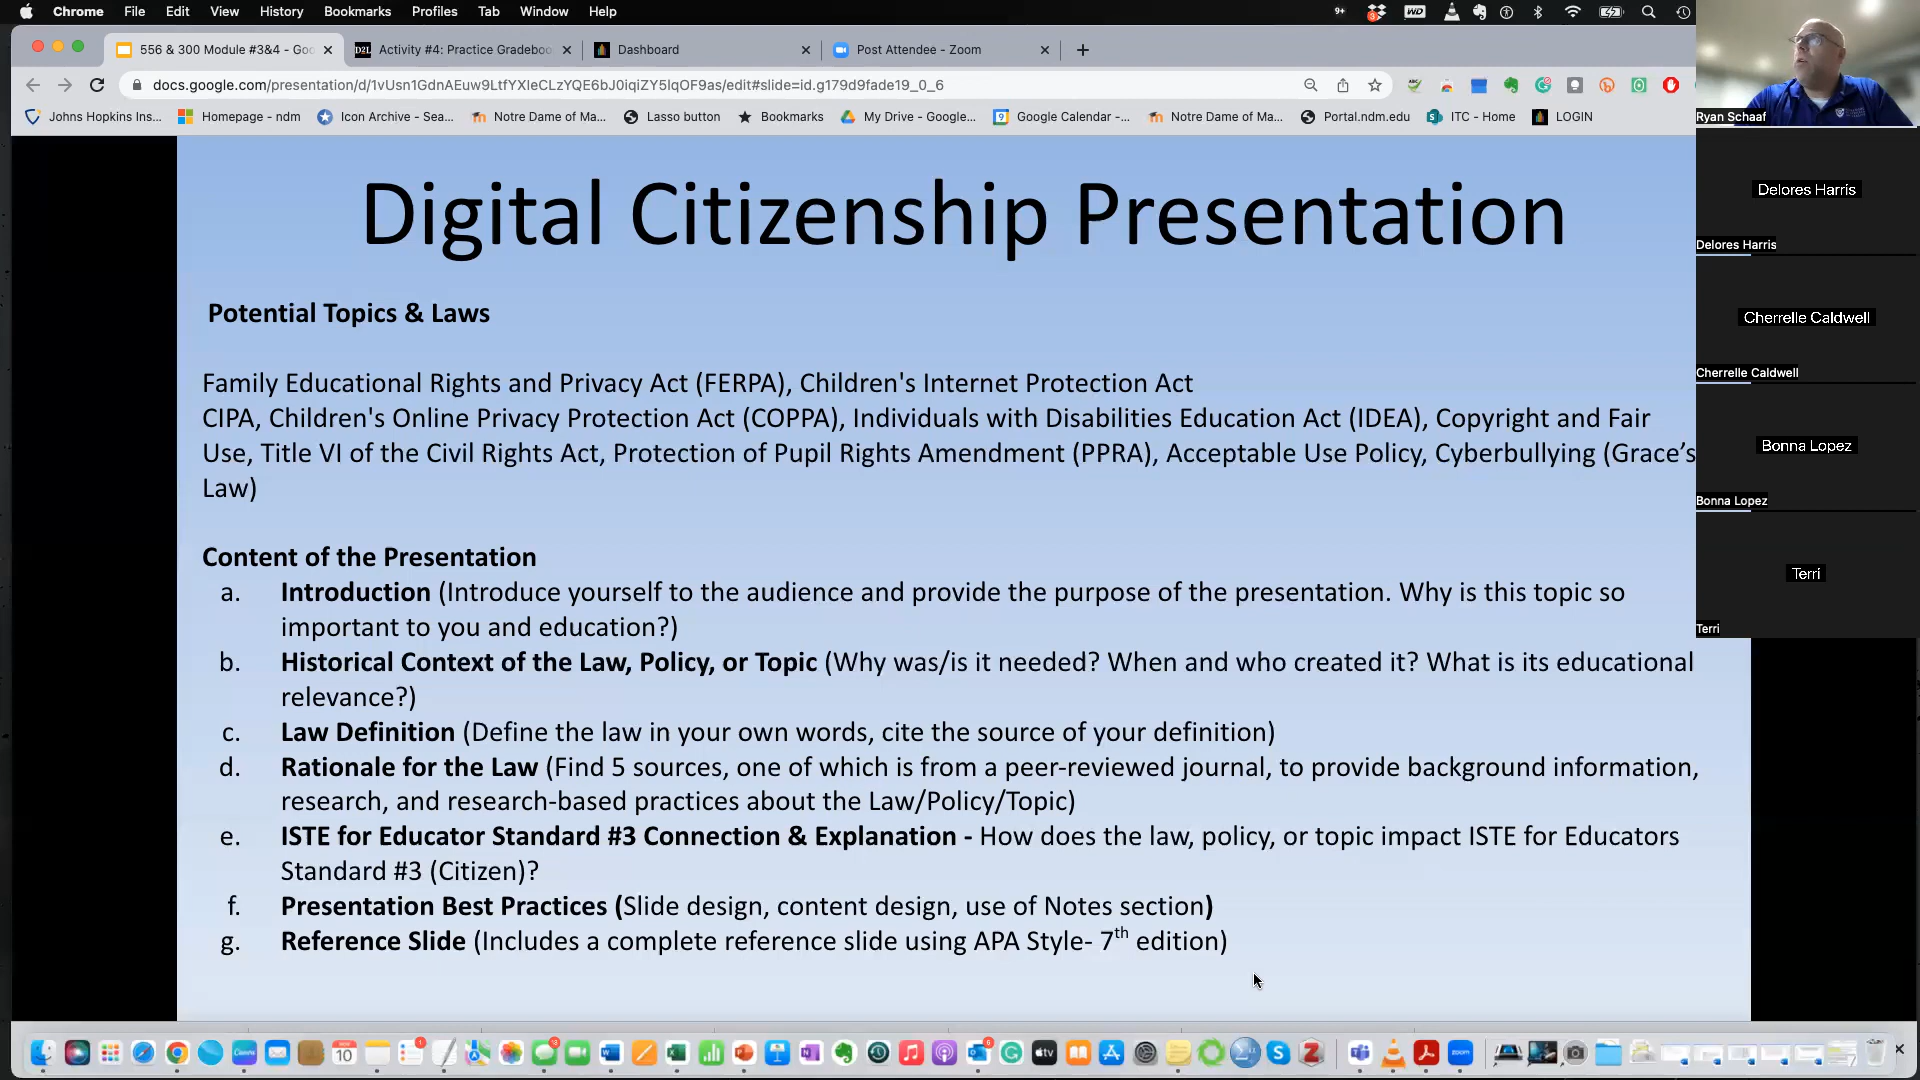 Chrome File Edit View History Bookmarks Profiles Tab Window Help
9+ WD
556 & 300 Module #3&4 - Goo
D2L Activity #4: Practice Gradeboo
Dashboard
Post Attendee - Zoom
docs.google.com/presentation/d/1vUsn1GdnAEuw9LtfYXIeCLzYQE6bJ0iqiZY5lqOF9as/edit#slide=id.g179d9fade19_0_6
Johns Hopkins Ins... Homepage - ndm Icon Archive - Sea... Notre Dame of Ma... Lasso button Bookmarks My Drive - Google... Google Calendar -... Notre Dame of Ma... Portal.ndm.edu ITC - Home LOGIN
Digital Citizenship Presentation
Potential Topics & Laws
Family Educational Rights and Privacy Act (FERPA), Children's Internet Protection Act
CIPA, Children's Online Privacy Protection Act (COPPA), Individuals with Disabilities Education Act (IDEA), Copyright and Fair
Use, Title VI of the Civil Rights Act, Protection of Pupil Rights Amendment (PPRA), Acceptable Use Policy, Cyberbullying (Grace’s
Law)
Content of the Presentation
a. Introduction (Introduce yourself to the audience and provide the purpose of the presentation. Why is this topic so
important to you and education?)
b. Historical Context of the Law, Policy, or Topic (Why was/is it needed? When and who created it? What is its educational
relevance?)
c. Law Definition (Define the law in your own words, cite the source of your definition)
d. Rationale for the Law (Find 5 sources, one of which is from a peer-reviewed journal, to provide background information,
research, and research-based practices about the Law/Policy/Topic)
e. ISTE for Educator Standard #3 Connection & Explanation - How does the law, policy, or topic impact ISTE for Educators
Standard #3 (Citizen)?
f. Presentation Best Practices (Slide design, content design, use of Notes section)
g. Reference Slide (Includes a complete reference slide using APA Style- 7th edition)
Ryan Schaaf
Delores Harris
Delores Harris
Cherrelle Caldwell
Cherrelle Caldwell
Bonna Lopez
Bonna Lopez
Terri
Terri
10
tv
zoom